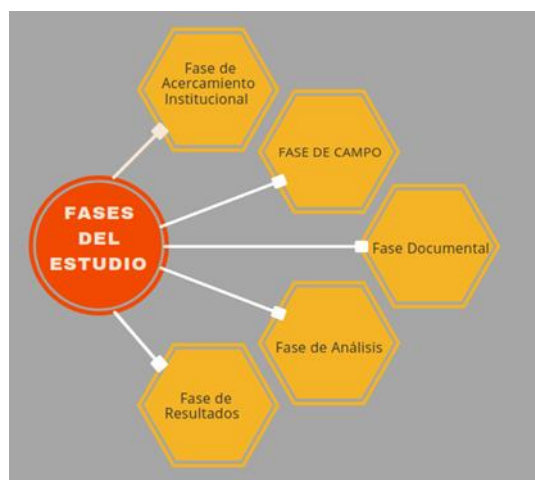 Fase de
Acercamiento
Institucional
FASE DE CAMPO
FASES
DEL
ESTUDIO
Fase Documental
Fase de Análisis
Fase de
Resultados